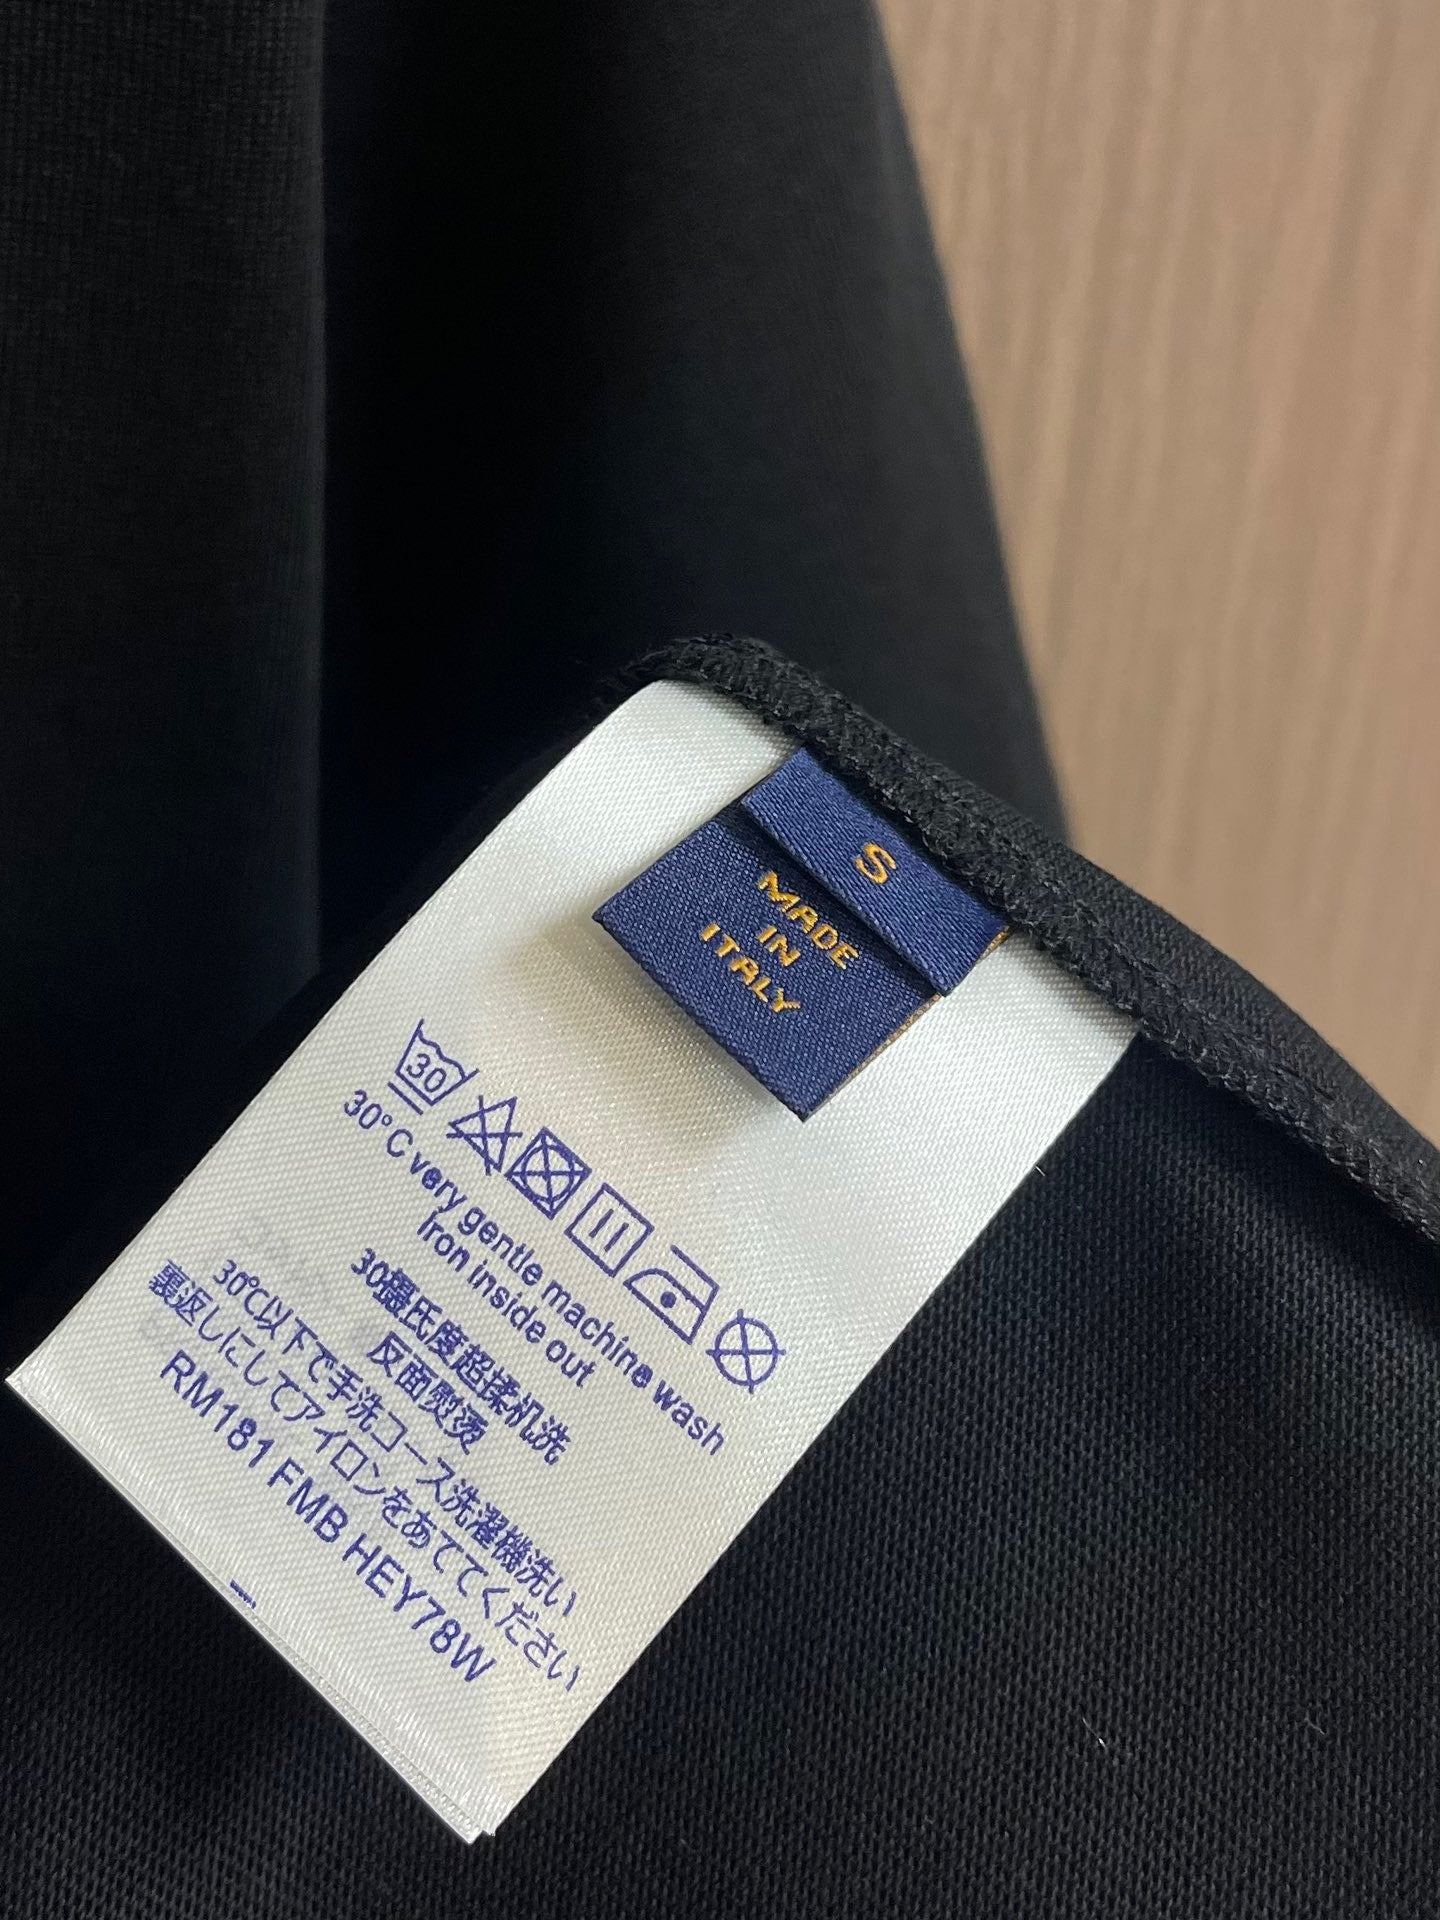 S
MADE
IN
ITALY
30
30°C very gentle machine wash
Iron inside out
30摄氏度超柔机洗
反面熨烫
30℃以下で手洗コース洗濯機洗い
裏返しにしてアイロンをあててください
RM181 FMB HEY78W